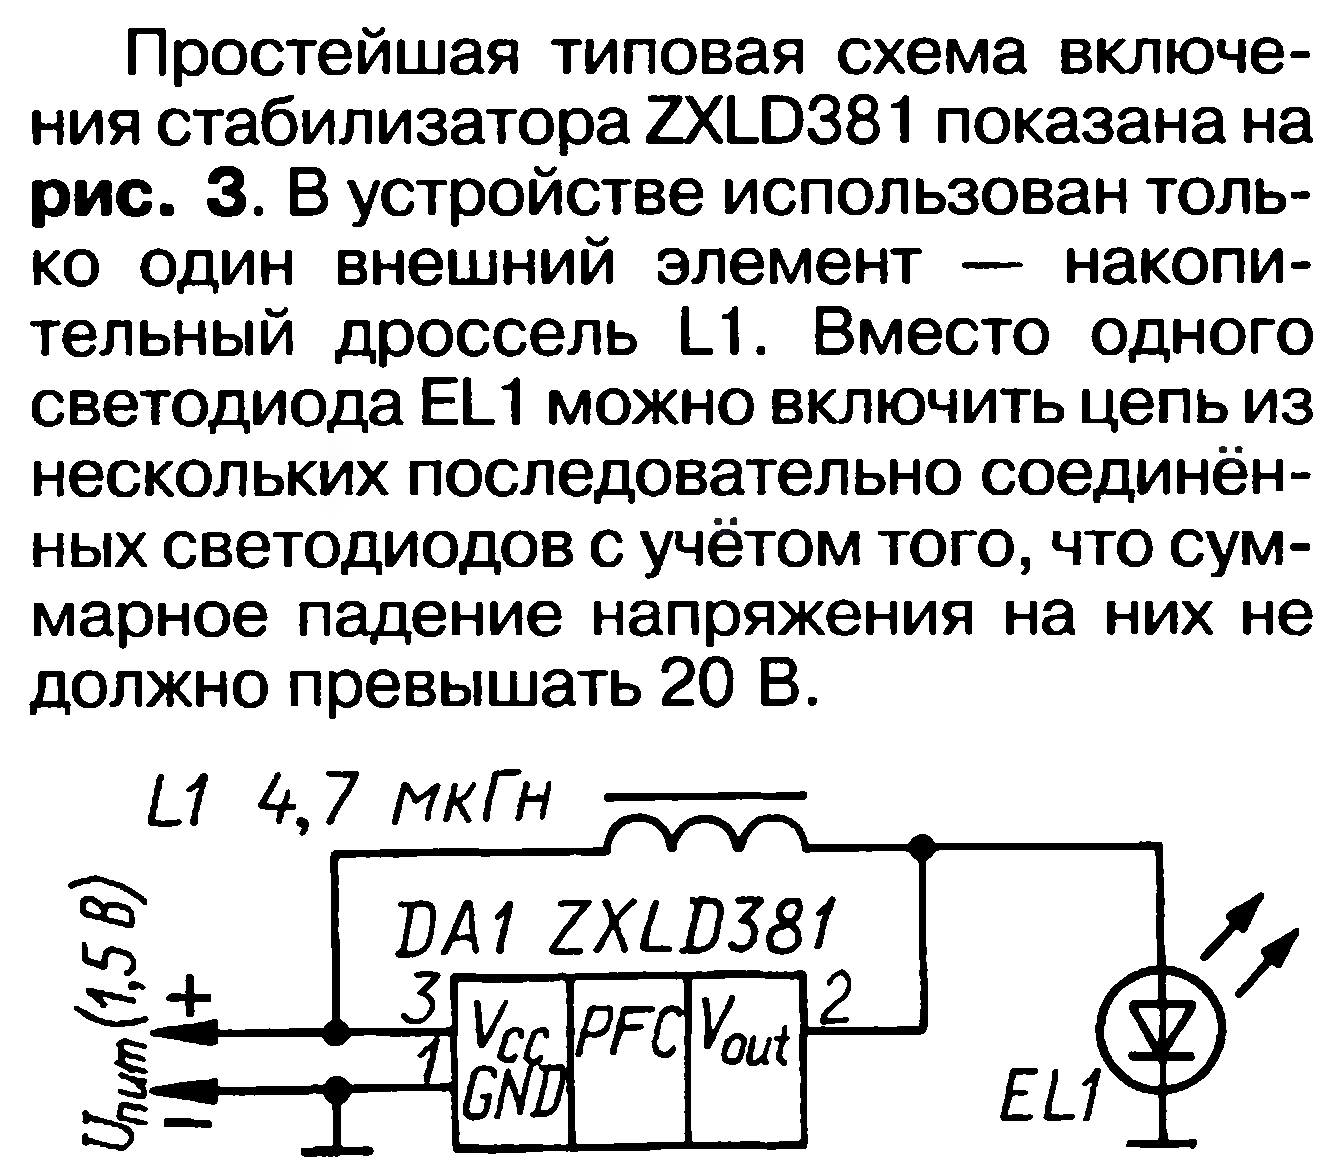 Простейшая типовая схема включе-
ния стабилизатора ZXLD381 показана на
рис. 3. В устройстве использован толь-
ко один внешний элемент — накопи-
тельный дроссель L1. Вместо одного
светодиода EL1 можно включить цепь из
нескольких последовательно соединён-
ных светодиодов с учётом того, что сум-
марное падение напряжения на них не
должно превышать 20 В.
L1 4,7 мкГн
DA1 ZXLD381
Uпит (1,5 В)
+
−
3
1
Vcc
GND
PFC
Vout
2
EL1